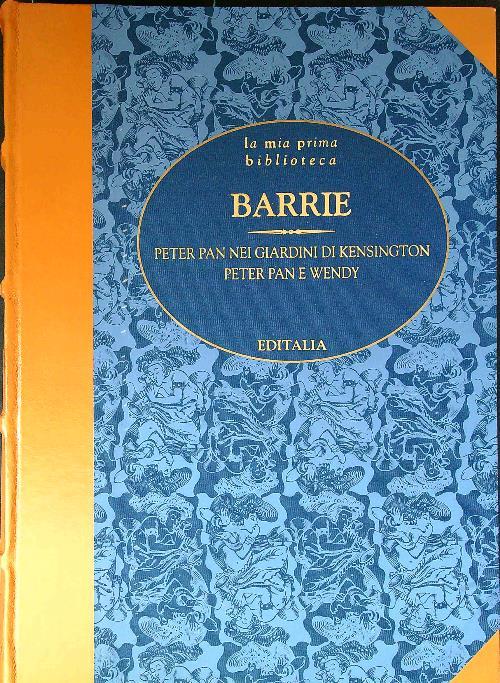 la mia prima
biblioteca
BARRIE
PETER PAN NEI GIARDINI DI KENSINGTON
PETER PAN E WENDY
EDITALIA